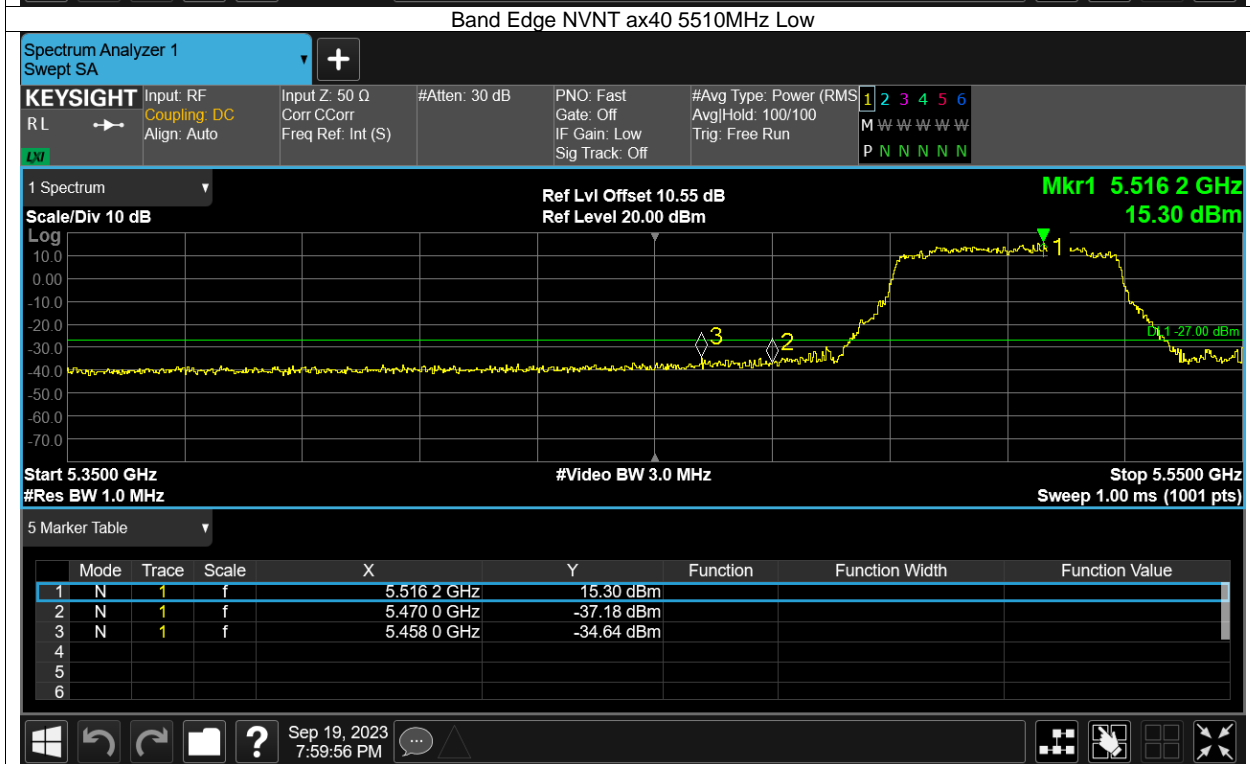 Band Edge NVNT ax40 5510MHz Low
Spectrum Analyzer 1
Swept SA
+
KEYSIGHT
RL
LXI
Input: RF
Coupling: DC
Align: Auto
Input Z: 50 Ω
Corr CCorr
Freq Ref: Int (S)
#Atten: 30 dB
PNO: Fast
Gate: Off
IF Gain: Low
Sig Track: Off
#Avg Type: Power (RMS
Avg|Hold: 100/100
Trig: Free Run
1 2 3 4 5 6
M W W W W W
P N N N N N
1 Spectrum
Scale/Div 10 dB
Ref Lvl Offset 10.55 dB
Ref Level 20.00 dBm
Mkr1 5.516 2 GHz
15.30 dBm
Log
10.0
0.00
-10.0
-20.0
-30.0
-40.0
-50.0
-60.0
-70.0
1
3
2
DL1 -27.00 dBm
Start 5.3500 GHz
#Video BW 3.0 MHz
Stop 5.5500 GHz
#Res BW 1.0 MHz
Sweep 1.00 ms (1001 pts)
5 Marker Table
Mode Trace Scale X Y Function Function Width Function Value
1 N 1 f 5.516 2 GHz 15.30 dBm
2 N 1 f 5.470 0 GHz -37.18 dBm
3 N 1 f 5.458 0 GHz -34.64 dBm
4
5
6
?
Sep 19, 2023
7:59:56 PM